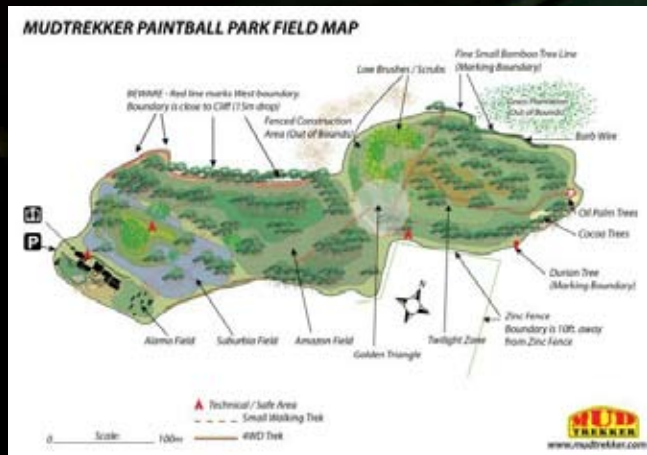 MUDTREKKER PAINTBALL PARK FIELD MAP
Low Brushes / Scrubs
Fine Small Bamboo Tree Line
(Marking Boundary)
BEWARE - Red line marks West boundary.
Boundary is close to Cliff (15m drop)
Fenced Construction
Area (Out of Bounds)
Grass Plantation
(Out of Bounds)
Barb Wire
P
Oil Palm Trees
Cocoa Trees
Durian Tree
(Marking Boundary)
N
Zinc Fence
Boundary is 10ft. away
from Zinc Fence
Alamo Field
Suburbia Field
Amazon Field
Golden Triangle
Twilight Zone
Technical / Safe Area
Small Walking Trek
4WD Trek
0
Scale:
100m
MUD
TREKKER
www.mudtrekker.com